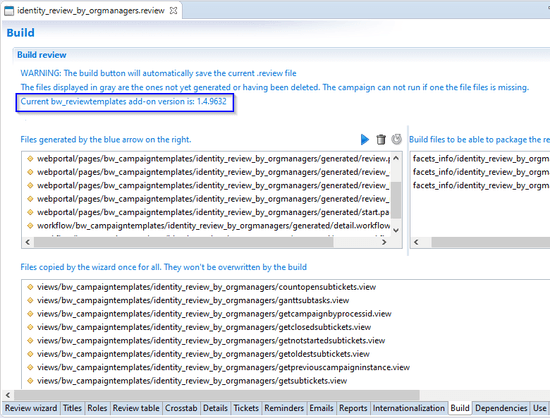 identity_review_by_orgmanagers.review
Build
Build review
WARNING: The build button will automatically save the current .review file
The files displayed in gray are the ones not yet generated or having been deleted. The campaign can not run if one the file files is missing.
Current bw_reviewtemplates add-on version is: 1.4.9632
Files generated by the blue arrow on the right.
Build files to be able to package the re
webportal/pages/bw_campaigntemplates/identity_review_by_orgmanagers/generated/review.p
webportal/pages/bw_campaigntemplates/identity_review_by_orgmanagers/generated/review_
webportal/pages/bw_campaigntemplates/identity_review_by_orgmanagers/generated/review_
webportal/pages/bw_campaigntemplates/identity_review_by_orgmanagers/generated/review_
webportal/pages/bw_campaigntemplates/identity_review_by_orgmanagers/generated/start.pa
workflow/bw_campaigntemplates/identity_review_by_orgmanagers/generated/detail.workflow
facets_info/identity_review_by_orgm
facets_info/identity_review_by_orgm
facets_info/identity_review_by_orgm
Files copied by the wizard once for all. They won't be overwritten by the build
views/bw_campaigntemplates/identity_review_by_orgmanagers/countopensubtickets.view
views/bw_campaigntemplates/identity_review_by_orgmanagers/ganttsubtasks.view
views/bw_campaigntemplates/identity_review_by_orgmanagers/getcampaignbyprocessid.view
views/bw_campaigntemplates/identity_review_by_orgmanagers/getclosedsubtickets.view
views/bw_campaigntemplates/identity_review_by_orgmanagers/getnotstartedsubtickets.view
views/bw_campaigntemplates/identity_review_by_orgmanagers/getoldestsubtickets.view
views/bw_campaigntemplates/identity_review_by_orgmanagers/getpreviouscampaigninstance.view
views/bw_campaigntemplates/identity_review_by_orgmanagers/getsubtickets.view
Review wizard Titles Roles Review table Crosstab Details Tickets Reminders Emails Reports Internationalization Build Dependencies Use